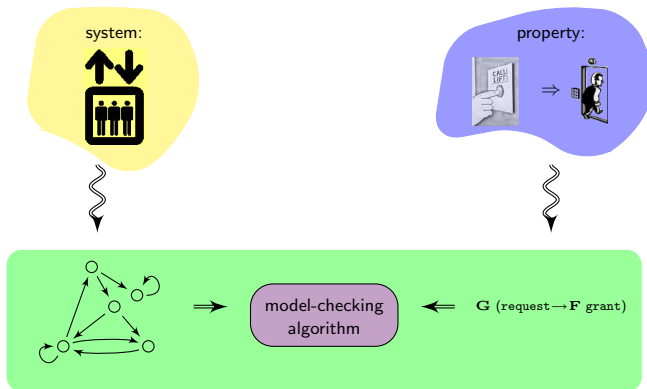 system:
property:
CALL
LIFT
⇒
model-checking
algorithm
G (request→F grant)